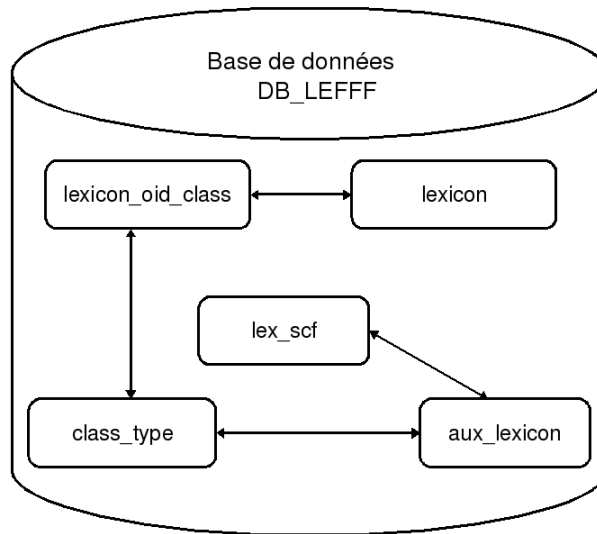 Base de données
DB_LEFFF
lexicon_oid_class
lexicon
lex_scf
class_type
aux_lexicon